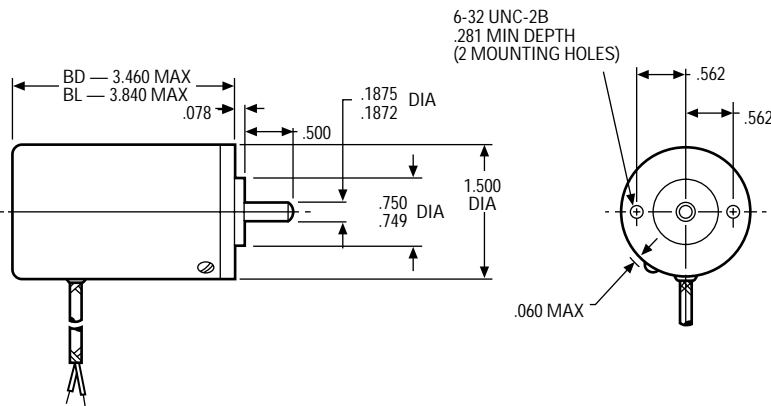 6-32 UNC-2B
.281 MIN DEPTH
(2 MOUNTING HOLES)
BD — 3.460 MAX
BL — 3.840 MAX
.078
.1875
.1872
DIA
.500
.562
.562
.750
.749
DIA
1.500
DIA
.060 MAX